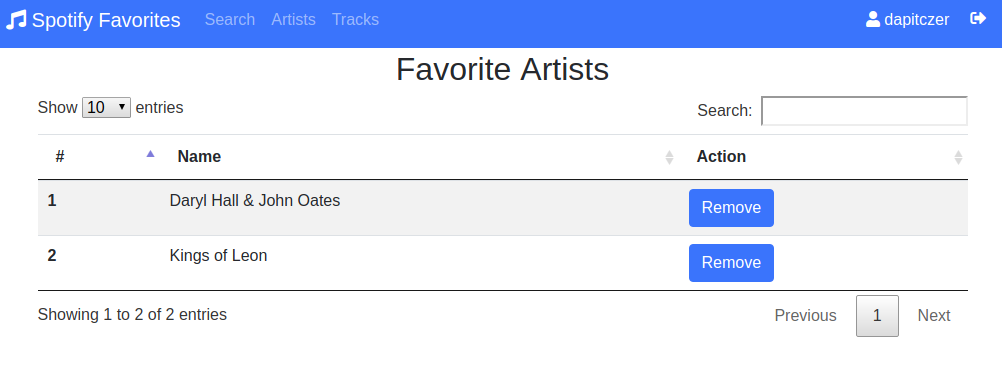 Spotify Favorites Search Artists Tracks dapitczer
Favorite Artists
Show 10 entries Search:
# Name Action
1 Daryl Hall & John Oates Remove
2 Kings of Leon Remove
Showing 1 to 2 of 2 entries Previous 1 Next